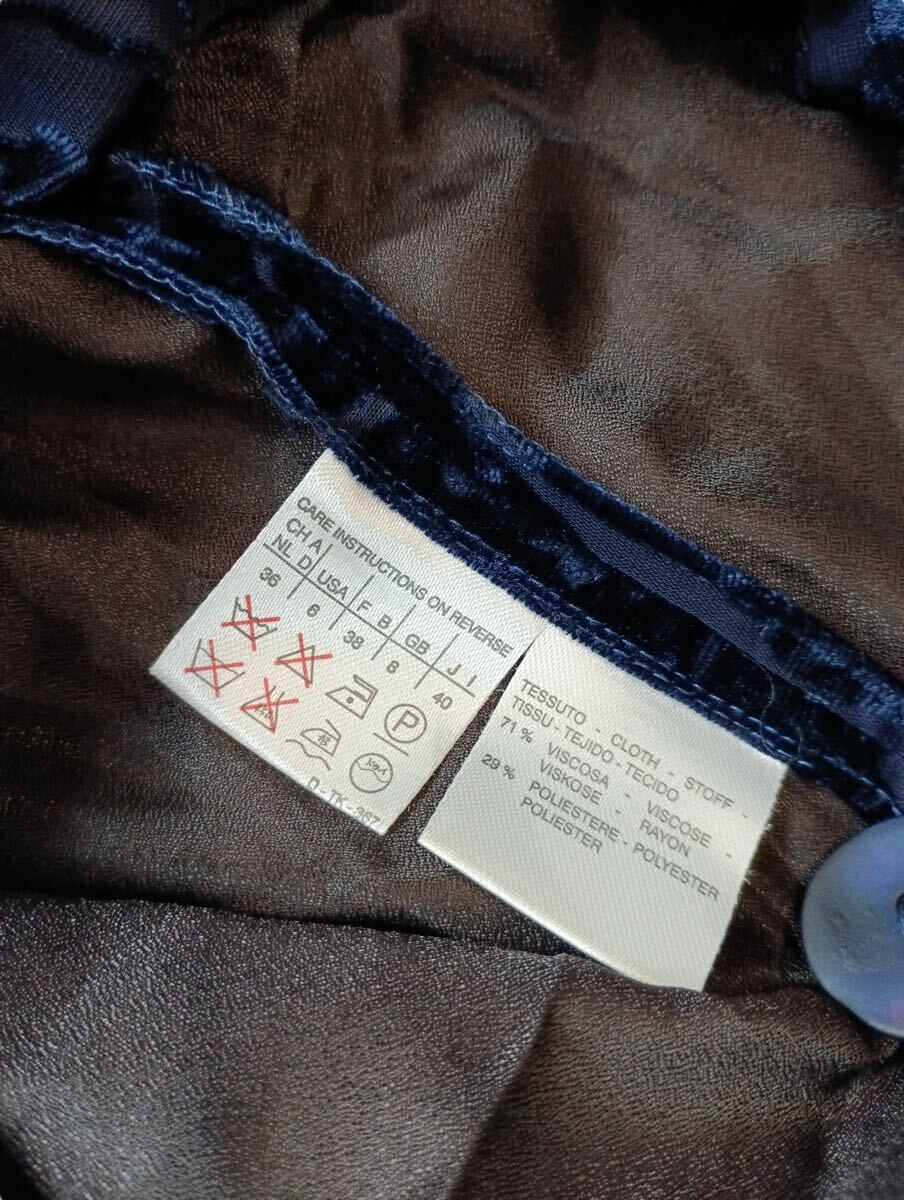 CARE INSTRUCTIONS ON REVERSE
CH A
NL D USA F B GB J I
36 6 38 8 40
P
TESSUTO - CLOTH - STOFF -
TISSU - TEJIDO - TECIDO
71 % VISCOSA - VISCOSE -
VISKOSE - RAYON
29 % POLIESTERE - POLYESTER
POLIESTER